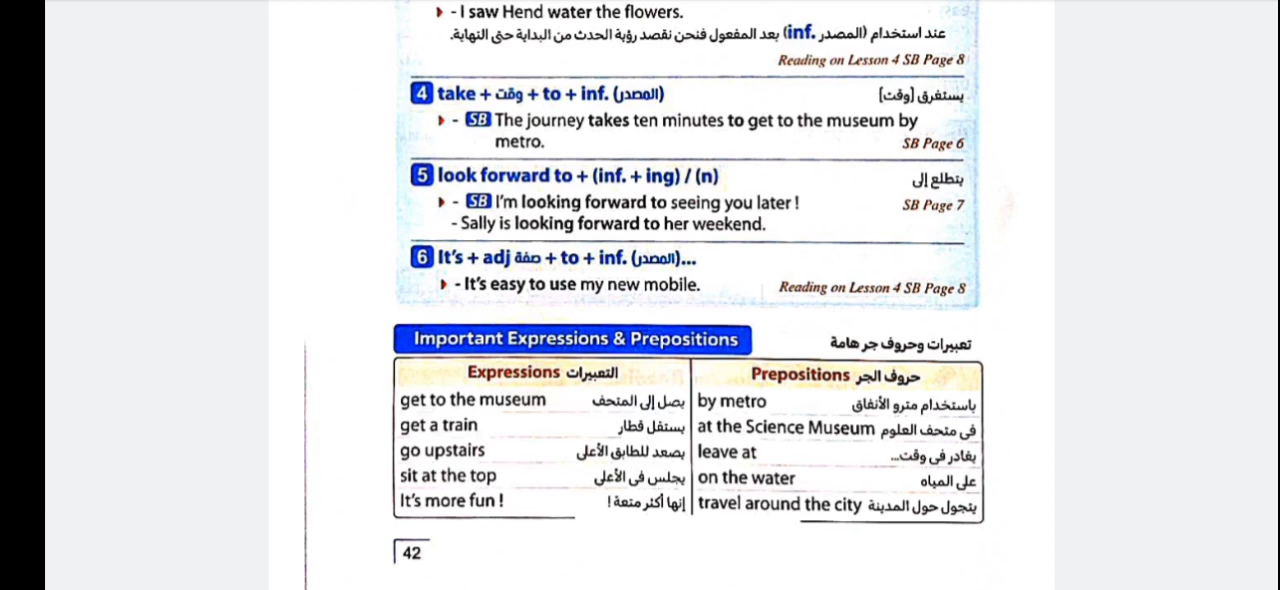 - I saw Hend water the flowers.
عند استخدام (المصدر inf.) بعد المفعول فنحن نقصد رؤية الحدث من البداية حتى النهاية.
Reading on Lesson 4 SB Page 8
4 take + وقت + to + inf. (المصدر) يستغرق [وقت]
- SB The journey takes ten minutes to get to the museum by
metro. SB Page 6
5 look forward to + (inf. + ing) / (n) يتطلع إلى
- SB I'm looking forward to seeing you later! SB Page 7
- Sally is looking forward to her weekend.
6 It's + adj صفة + to + inf. (المصدر)...
- It's easy to use my new mobile. Reading on Lesson 4 SB Page 8
Important Expressions & Prepositions تعبيرات وحروف جر هامة
Expressions التعبيرات Prepositions حروف الجر
get to the museum يصل إلى المتحف by metro باستخدام مترو الأنفاق
get a train يستقل قطار at the Science Museum فى متحف العلوم
go upstairs يصعد للطابق الأعلى leave at يغادر فى وقت...
sit at the top يجلس فى الأعلى on the water على المياه
It's more fun! إنها أكثر متعة! travel around the city يتجول حول المدينة
42